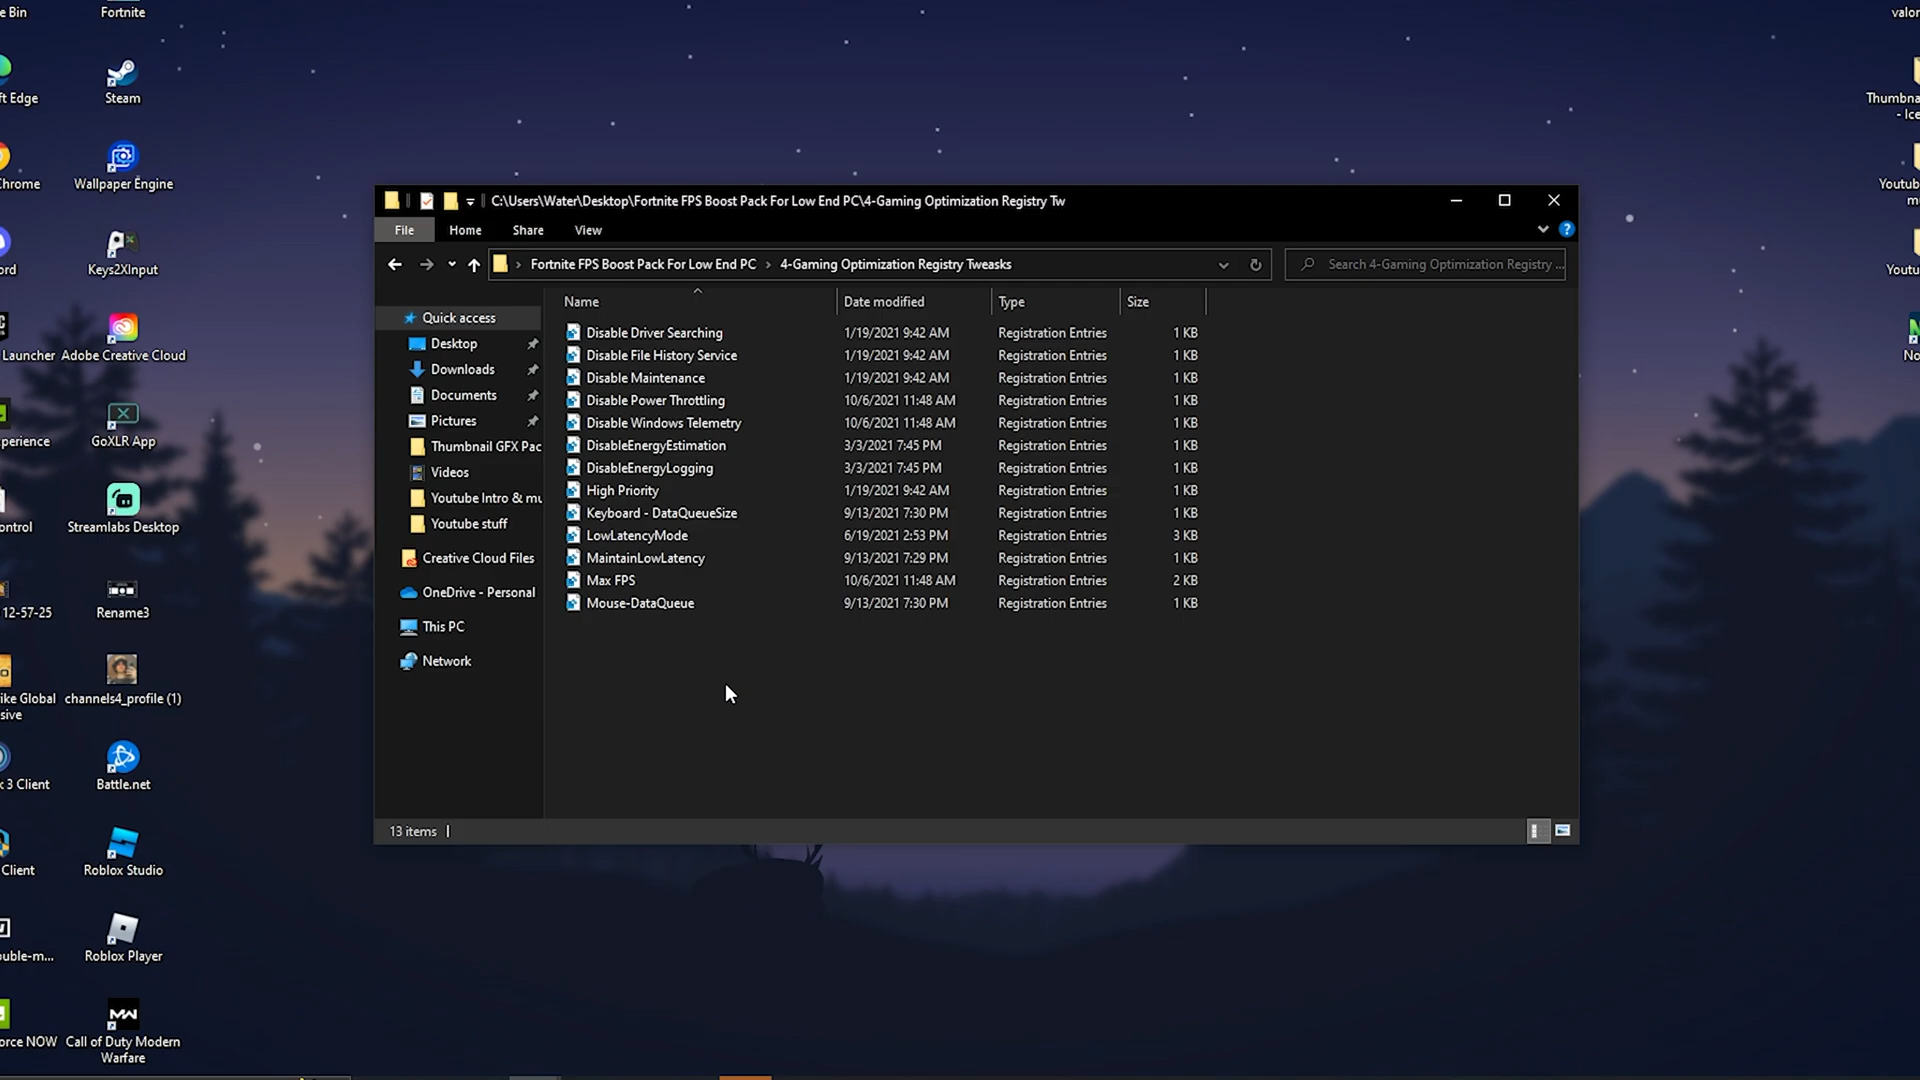 e Bin
Fortnite
ft Edge
Steam
Chrome
Wallpaper Engine
ord
Keys2XInput
Launcher
Adobe Creative Cloud
perience
GoXLR App
ontrol
Streamlabs Desktop
12-57-25
Rename3
ike Global
sive
channels4_profile (1)
k 3 Client
Battle.net
Client
Roblox Studio
ouble-m...
Roblox Player
orce NOW
Call of Duty Modern
Warfare
C:\Users\Water\Desktop\Fortnite FPS Boost Pack For Low End PC\4-Gaming Optimization Registry Tw
File Home Share View
Fortnite FPS Boost Pack For Low End PC › 4-Gaming Optimization Registry Tweasks
Search 4-Gaming Optimization Registry ...
Name Date modified Type Size
Quick access
Desktop
Downloads
Documents
Pictures
Thumbnail GFX Pac
Videos
Youtube Intro & mu
Youtube stuff
Creative Cloud Files
OneDrive - Personal
This PC
Network
Disable Driver Searching 1/19/2021 9:42 AM Registration Entries 1 KB
Disable File History Service 1/19/2021 9:42 AM Registration Entries 1 KB
Disable Maintenance 1/19/2021 9:42 AM Registration Entries 1 KB
Disable Power Throttling 10/6/2021 11:48 AM Registration Entries 1 KB
Disable Windows Telemetry 10/6/2021 11:48 AM Registration Entries 1 KB
DisableEnergyEstimation 3/3/2021 7:45 PM Registration Entries 1 KB
DisableEnergyLogging 3/3/2021 7:45 PM Registration Entries 1 KB
High Priority 1/19/2021 9:42 AM Registration Entries 1 KB
Keyboard - DataQueueSize 9/13/2021 7:30 PM Registration Entries 1 KB
LowLatencyMode 6/19/2021 2:53 PM Registration Entries 3 KB
MaintainLowLatency 9/13/2021 7:29 PM Registration Entries 1 KB
Max FPS 10/6/2021 11:48 AM Registration Entries 2 KB
Mouse-DataQueue 9/13/2021 7:30 PM Registration Entries 1 KB
13 items
valor
Thumbna
- Ice
Youtub
mu
Youtu
No